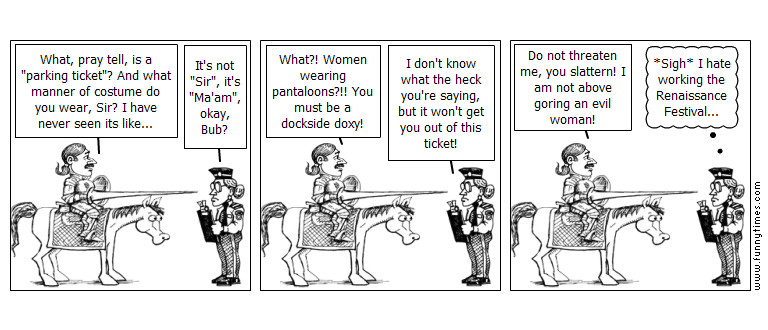 What, pray tell, is a
"parking ticket"? And what
manner of costume do
you wear, Sir? I have
never seen its like...
It's not
"Sir", it's
"Ma'am",
okay,
Bub?
What?! Women
wearing
pantaloons?!! You
must be a
dockside doxy!
I don't know
what the heck
you're saying,
but it won't get
you out of this
ticket!
Do not threaten
me, you slattern! I
am not above
goring an evil
woman!
*Sigh* I hate
working the
Renaissance
Festival...
www.funnytimes.com